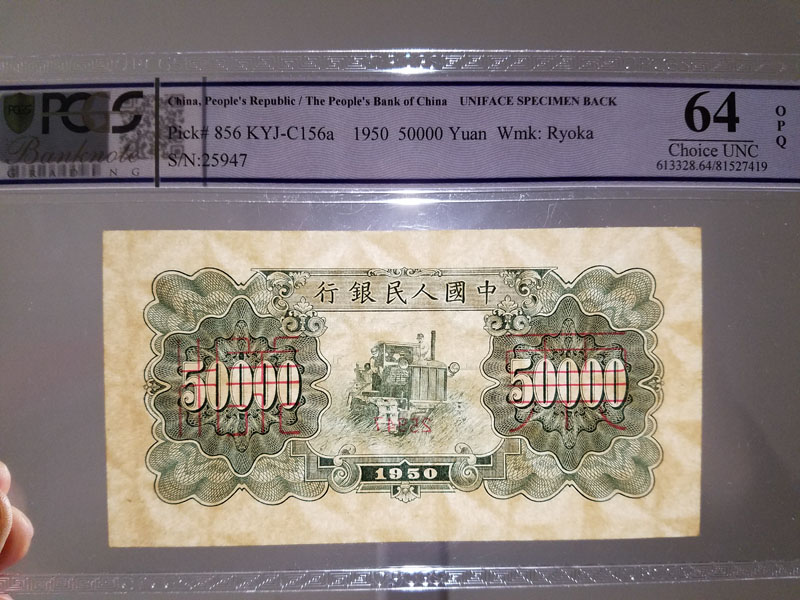 China, People's Republic / The People's Bank of China UNIFACE SPECIMEN BACK
PCGS Pick# 856 KYJ-C156a 1950 50000 Yuan Wmk: Ryoka
Banknote
GRADING S/N:25947
64
Choice UNC
613328.64/81527419
OPQ
行銀民人國中
50000 50000
1950